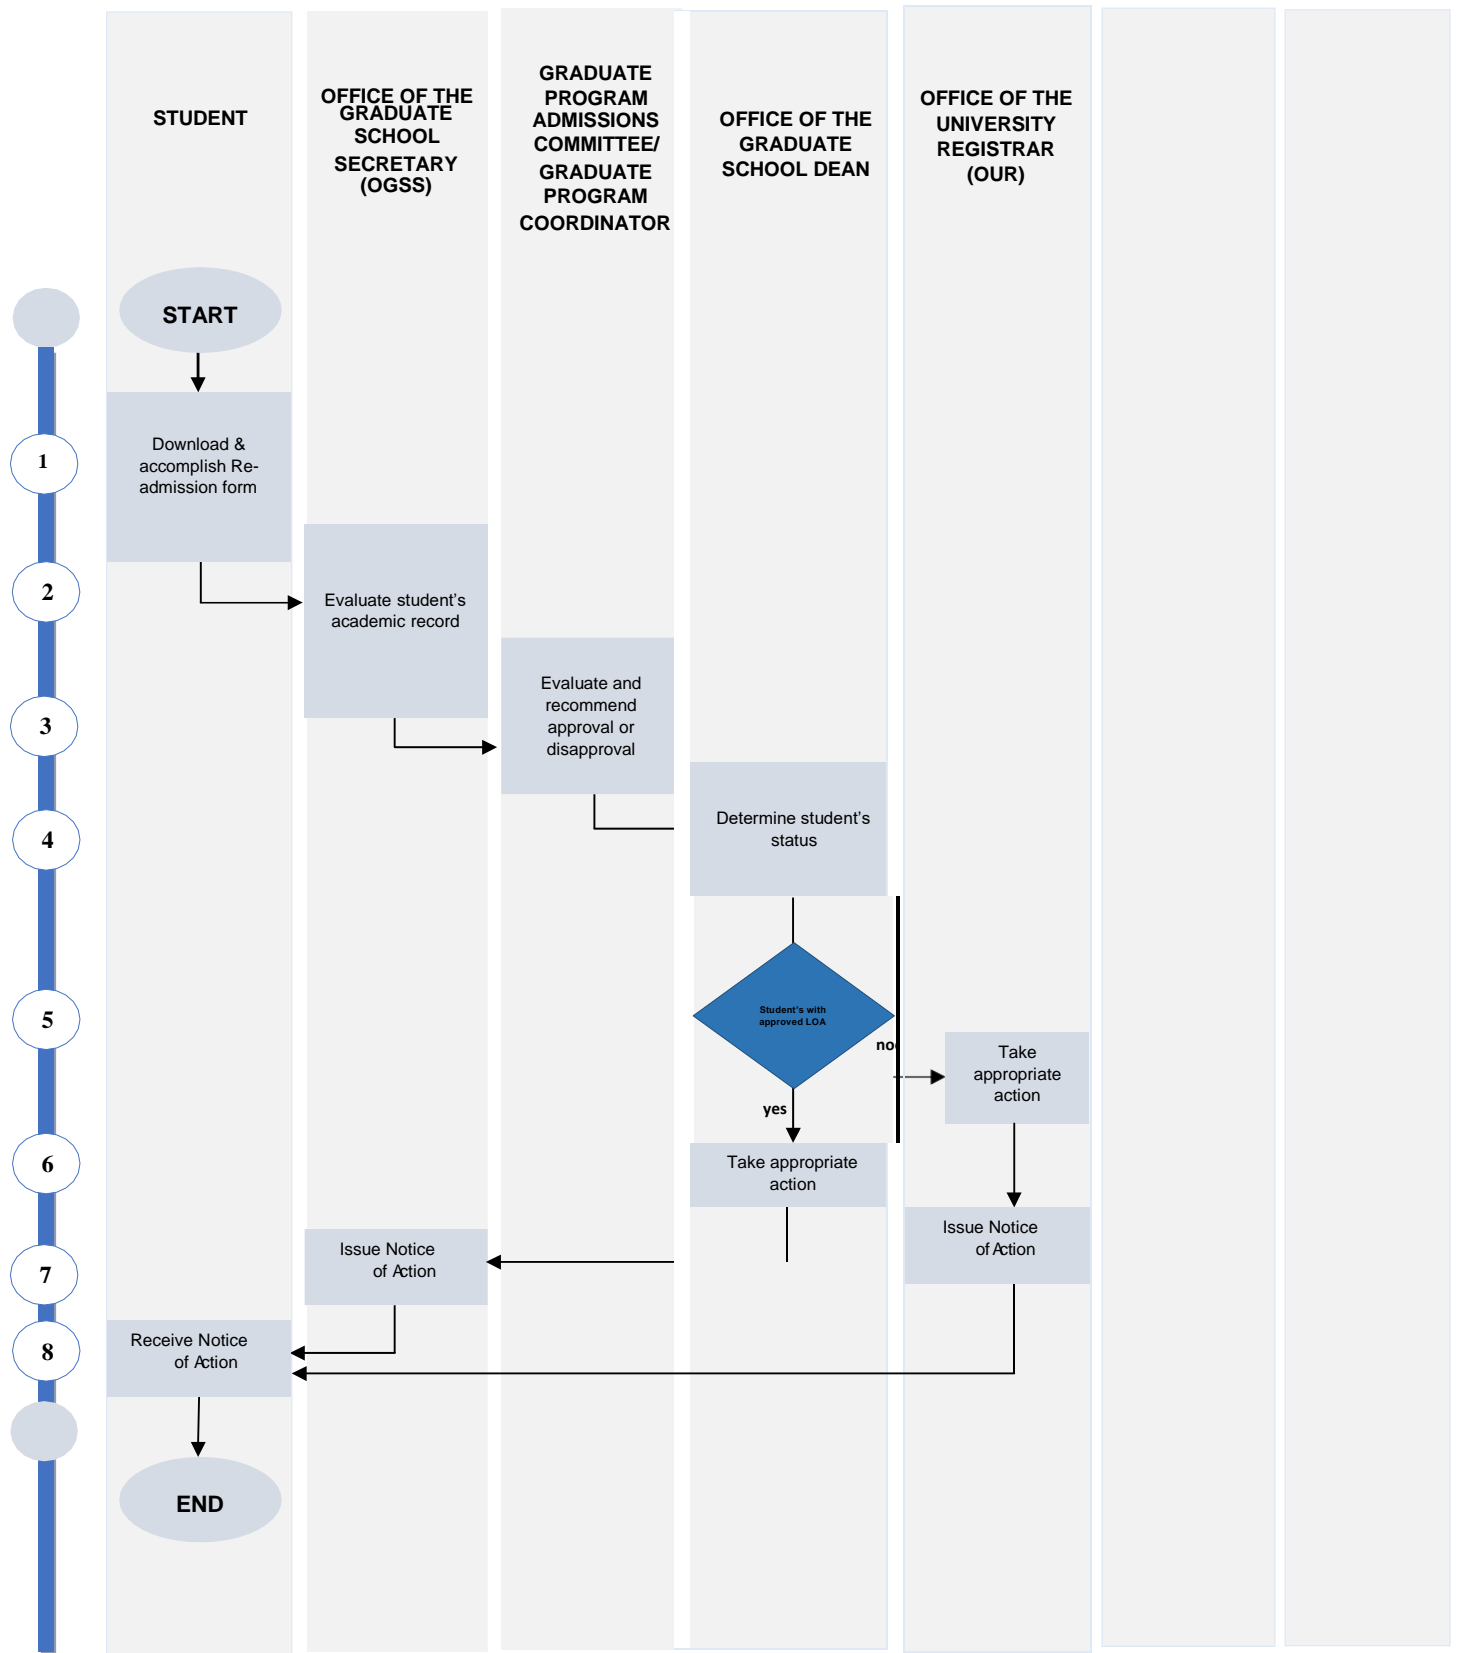 STUDENT
OFFICE OF THE
GRADUATE
SCHOOL
SECRETARY
(OGSS)
GRADUATE
PROGRAM
ADMISSIONS
COMMITTEE/
GRADUATE
PROGRAM
COORDINATOR
OFFICE OF THE
GRADUATE
SCHOOL DEAN
OFFICE OF THE
UNIVERSITY
REGISTRAR
(OUR)
START
1
Download &
accomplish Re-
admission form
2
Evaluate student's
academic record
3
Evaluate and
recommend
approval or
disapproval
4
Determine student's
status
5
Student's with
approved LOA
no
Take
appropriate
action
yes
6
Take appropriate
action
Issue Notice
of Action
7
Issue Notice
of Action
8
Receive Notice
of Action
END